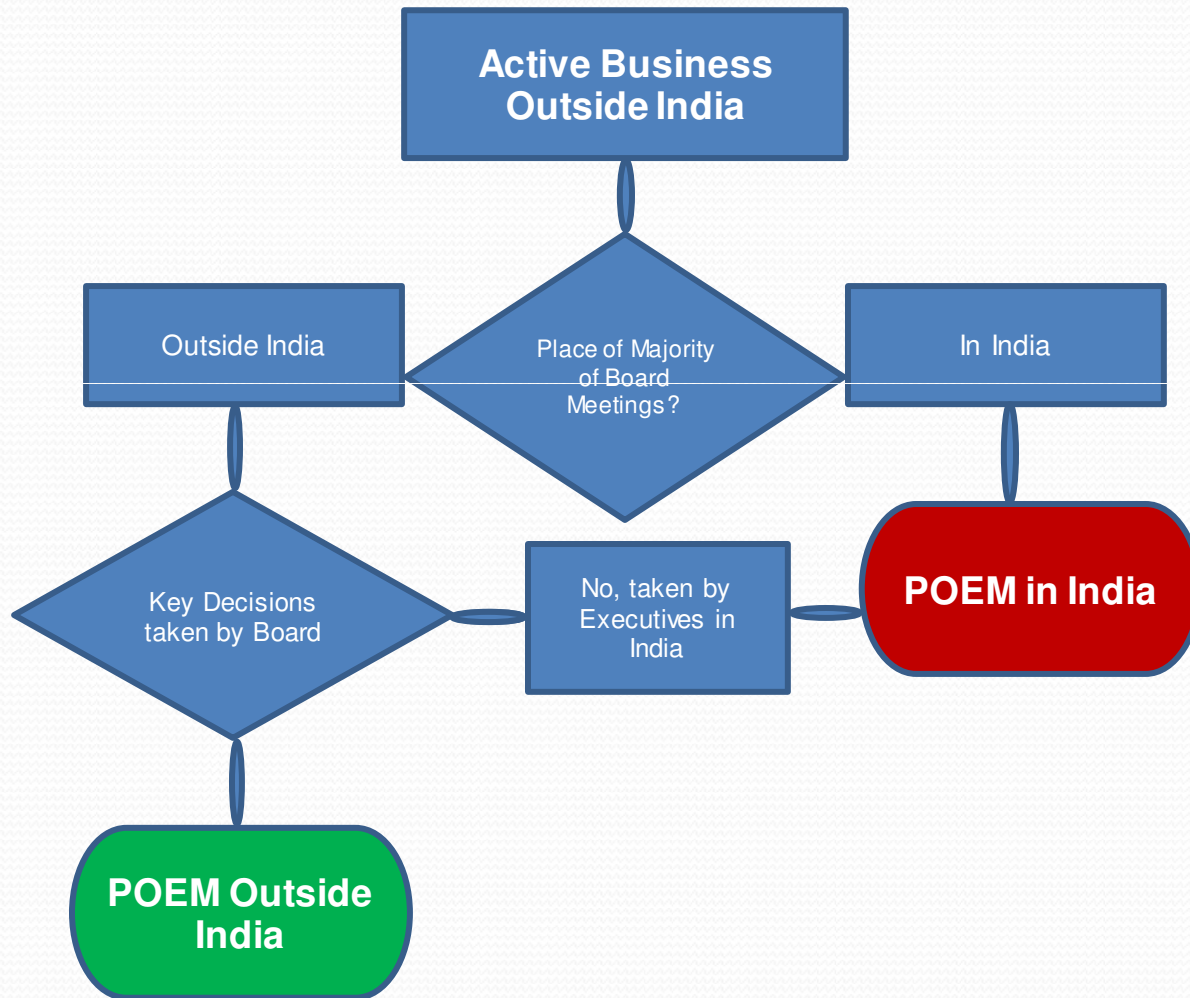 Active Business
Outside India
Outside India
Place of Majority
of Board
Meetings?
In India
Key Decisions
taken by Board
No, taken by
Executives in
India
POEM in India
POEM Outside
India